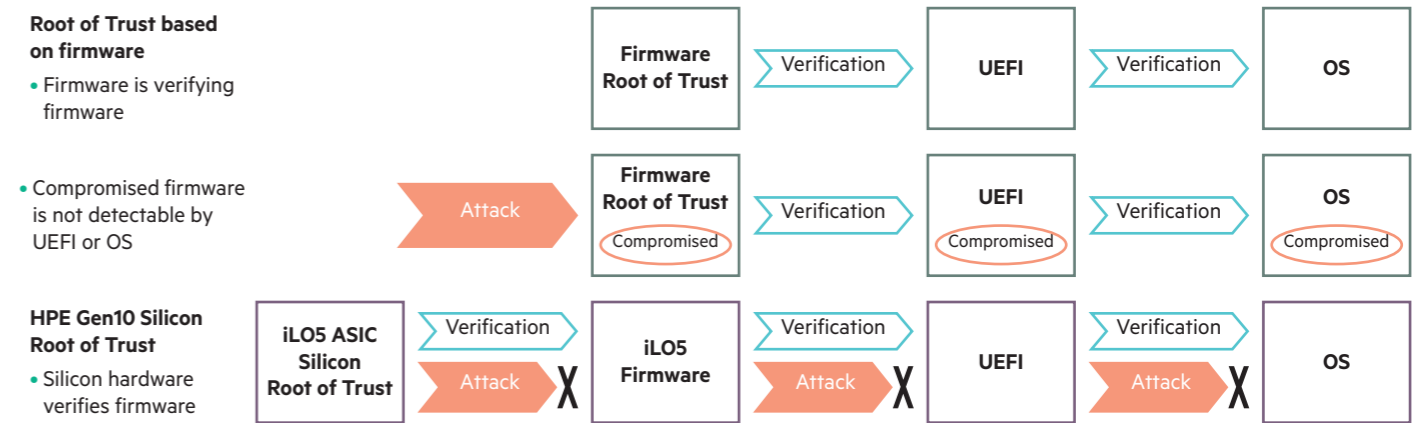 Root of Trust based
on firmware
• Firmware is verifying
firmware
Firmware
Root of Trust
Verification
UEFI
Verification
OS
• Compromised firmware
is not detectable by
UEFI or OS
Attack
Firmware
Root of Trust
Compromised
Verification
UEFI
Compromised
Verification
OS
Compromised
HPE Gen10 Silicon
Root of Trust
• Silicon hardware
verifies firmware
iLO5 ASIC
Silicon
Root of Trust
Verification
Attack
X
iLO5
Firmware
Verification
Attack
X
UEFI
Verification
Attack
X
OS